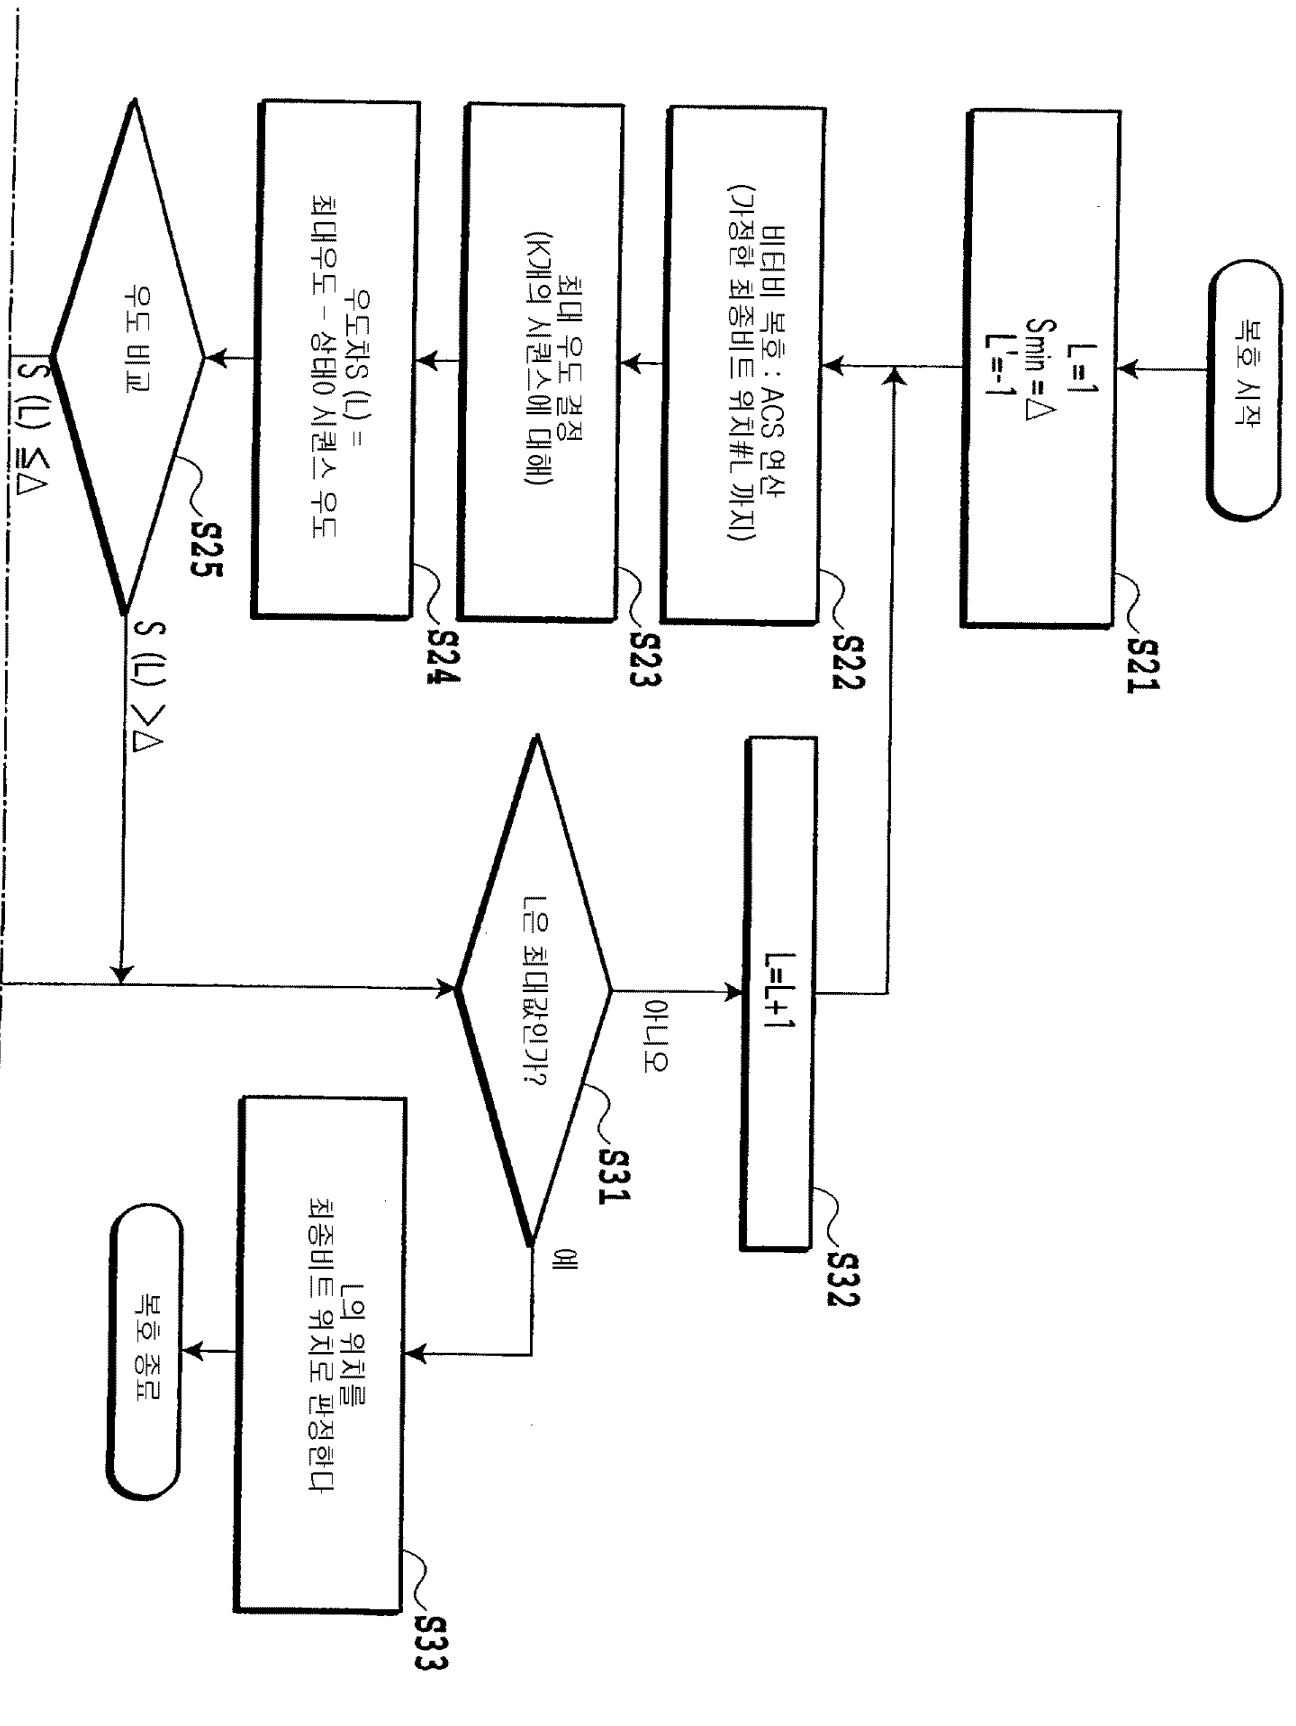 복호 시작
L=1
Smin=△
L'=-1
S21
비터비 복호: ACS 연산
(가정한 최종비트 위치#L 까지)
S22
최대 우도 결정
(K개의 시퀀스에 대해)
S23
우도차S (L) =
최대우도 - 상태0 시퀀스 우도
S24
우도 비교
S25
S (L) ≦△
S (L) >△
L=L+1
S32
아니오
L은 최대값인가?
S31
예
L의 위치를
최종비트 위치로 판정한다
S33
복호 종료